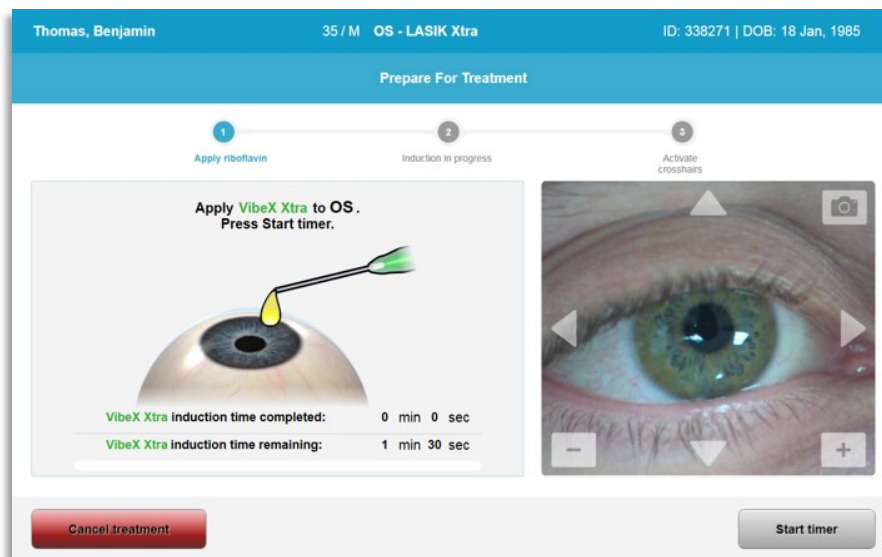 Thomas, Benjamin 35 / M OS - LASIK Xtra ID: 338271 | DOB: 18 Jan, 1985
Prepare For Treatment
1 2 3
Apply riboflavin Induction in progress Activate
crosshairs
Apply VibeX Xtra to OS.
Press Start timer.
VibeX Xtra induction time completed: 0 min 0 sec
VibeX Xtra induction time remaining: 1 min 30 sec
Cancel treatment Start timer